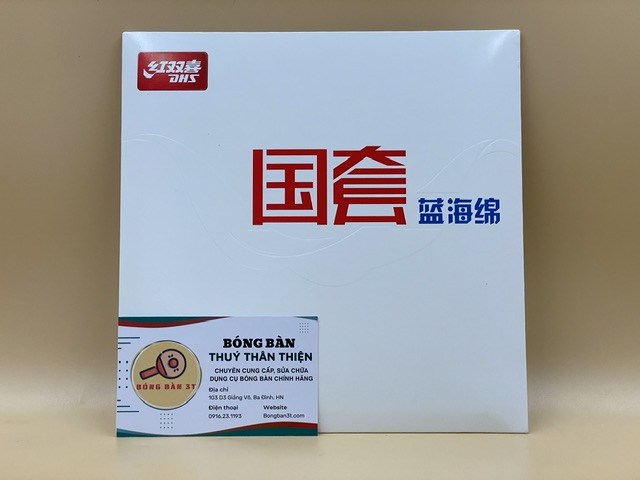 红双喜
DHS
国套 蓝海绵
BÓNG BÀN
THUÝ THÂN THIỆN
CHUYÊN CUNG CẤP, SỬA CHỮA
DỤNG CỤ BÓNG BÀN CHÍNH HÃNG
Địa chỉ
103 D3 Giảng Võ, Ba Đình, HN
Điện thoại Website
0916.23.1193 Bongban3t.com
BÓNG BÀN 3T